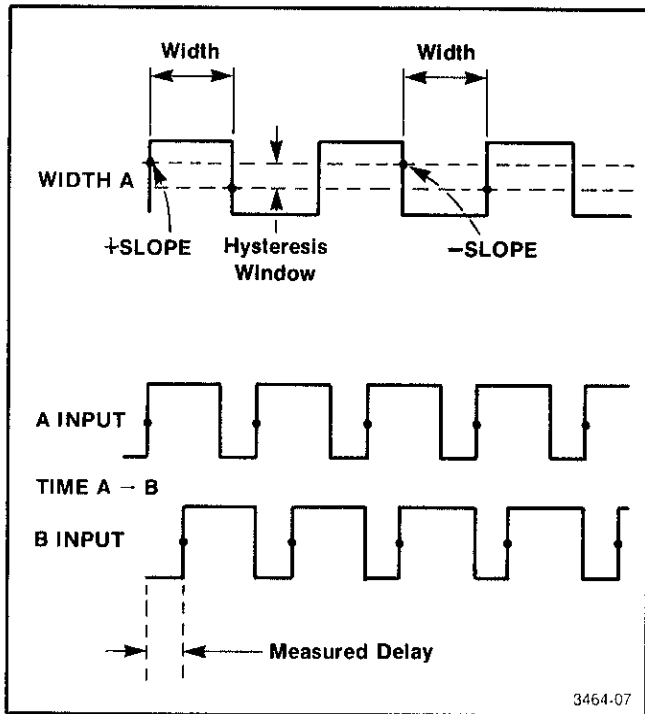 Width
Width
WIDTH A
+SLOPE
Hysteresis
Window
−SLOPE
A INPUT
TIME A → B
B INPUT
Measured Delay
3464-07